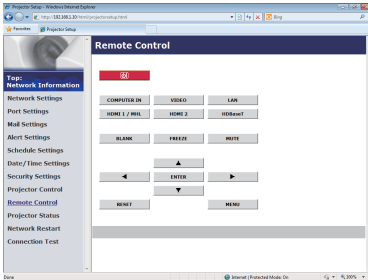 Projector Setup - Windows Internet Explorer
http://192.168.1.10/html/projectorsetup.html
Bing
Favorites
Projector Setup
Remote Control
Top:
Network Information
Network Settings
Port Settings
Mail Settings
Alert Settings
Schedule Settings
Date/Time Settings
Security Settings
Projector Control
Remote Control
Projector Status
Network Restart
Connection Test
COMPUTER IN
VIDEO
LAN
HDMI 1 / MHL
HDMI 2
HDBaseT
BLANK
FREEZE
MUTE
ENTER
RESET
MENU
Done
Internet | Protected Mode: On
100%